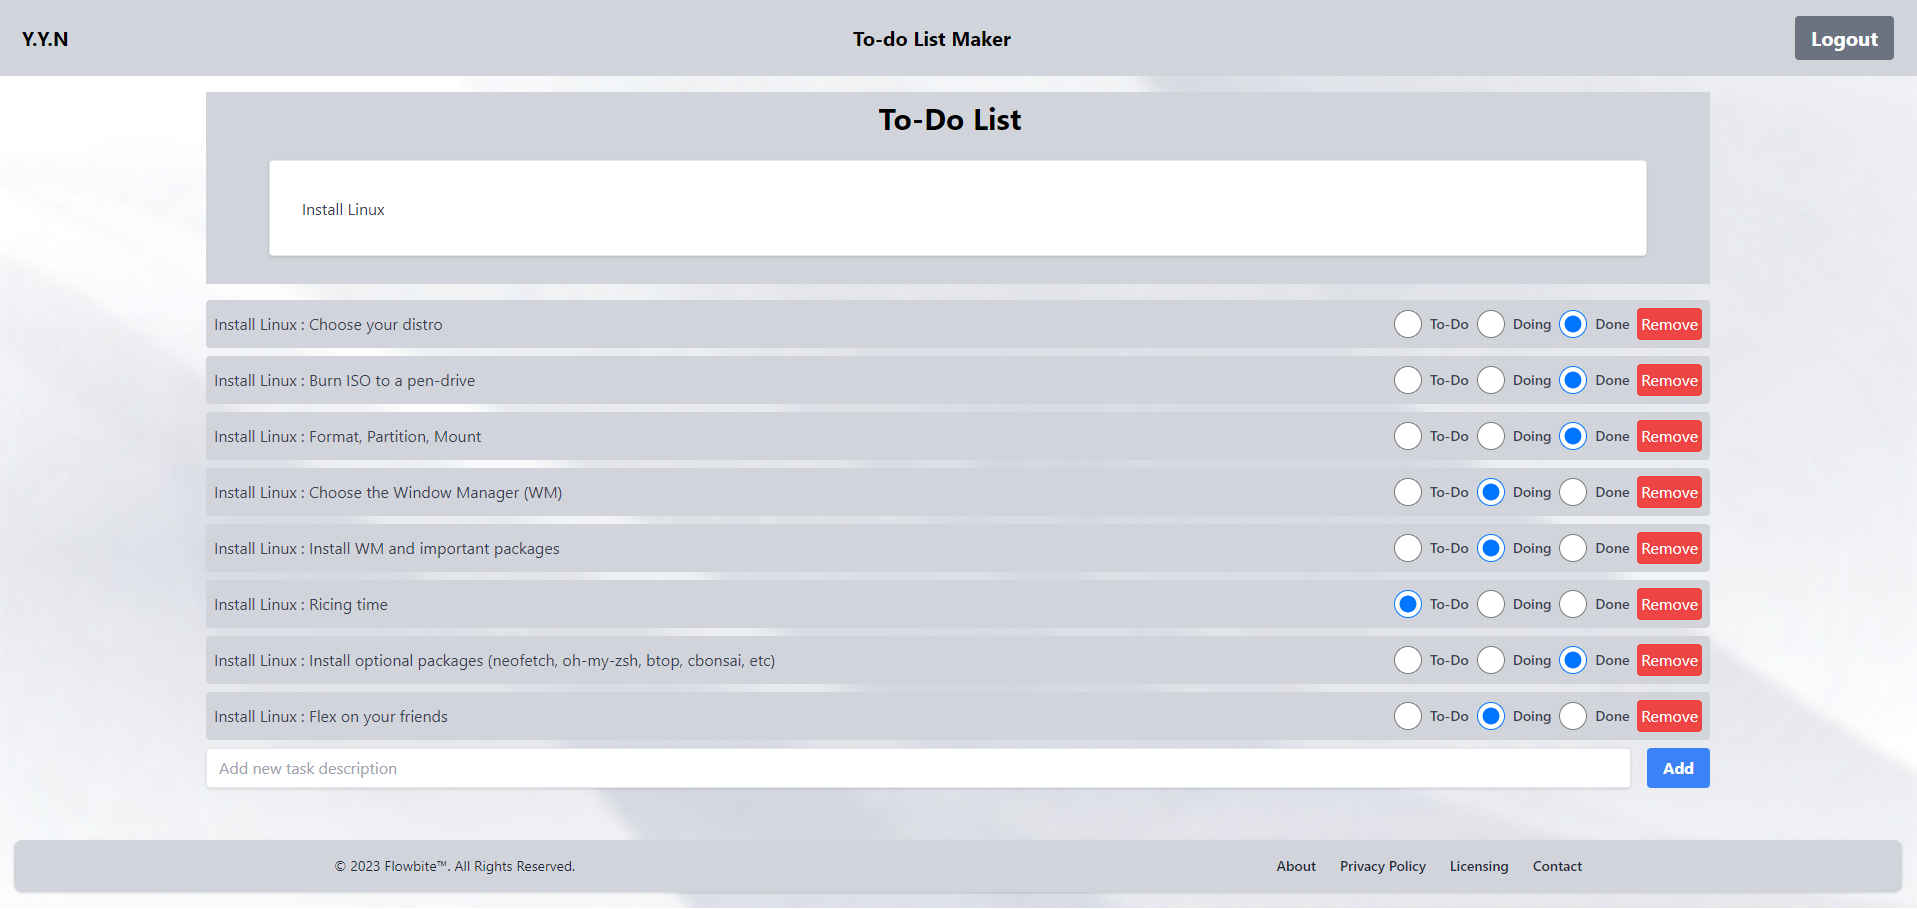 Y.Y.N To-do List Maker Logout
To-Do List
Install Linux
Install Linux : Choose your distro To-Do Doing Done Remove
Install Linux : Burn ISO to a pen-drive To-Do Doing Done Remove
Install Linux : Format, Partition, Mount To-Do Doing Done Remove
Install Linux : Choose the Window Manager (WM) To-Do Doing Done Remove
Install Linux : Install WM and important packages To-Do Doing Done Remove
Install Linux : Ricing time To-Do Doing Done Remove
Install Linux : Install optional packages (neofetch, oh-my-zsh, btop, cbonsai, etc) To-Do Doing Done Remove
Install Linux : Flex on your friends To-Do Doing Done Remove
Add new task description Add
© 2023 Flowbite™. All Rights Reserved. About Privacy Policy Licensing Contact